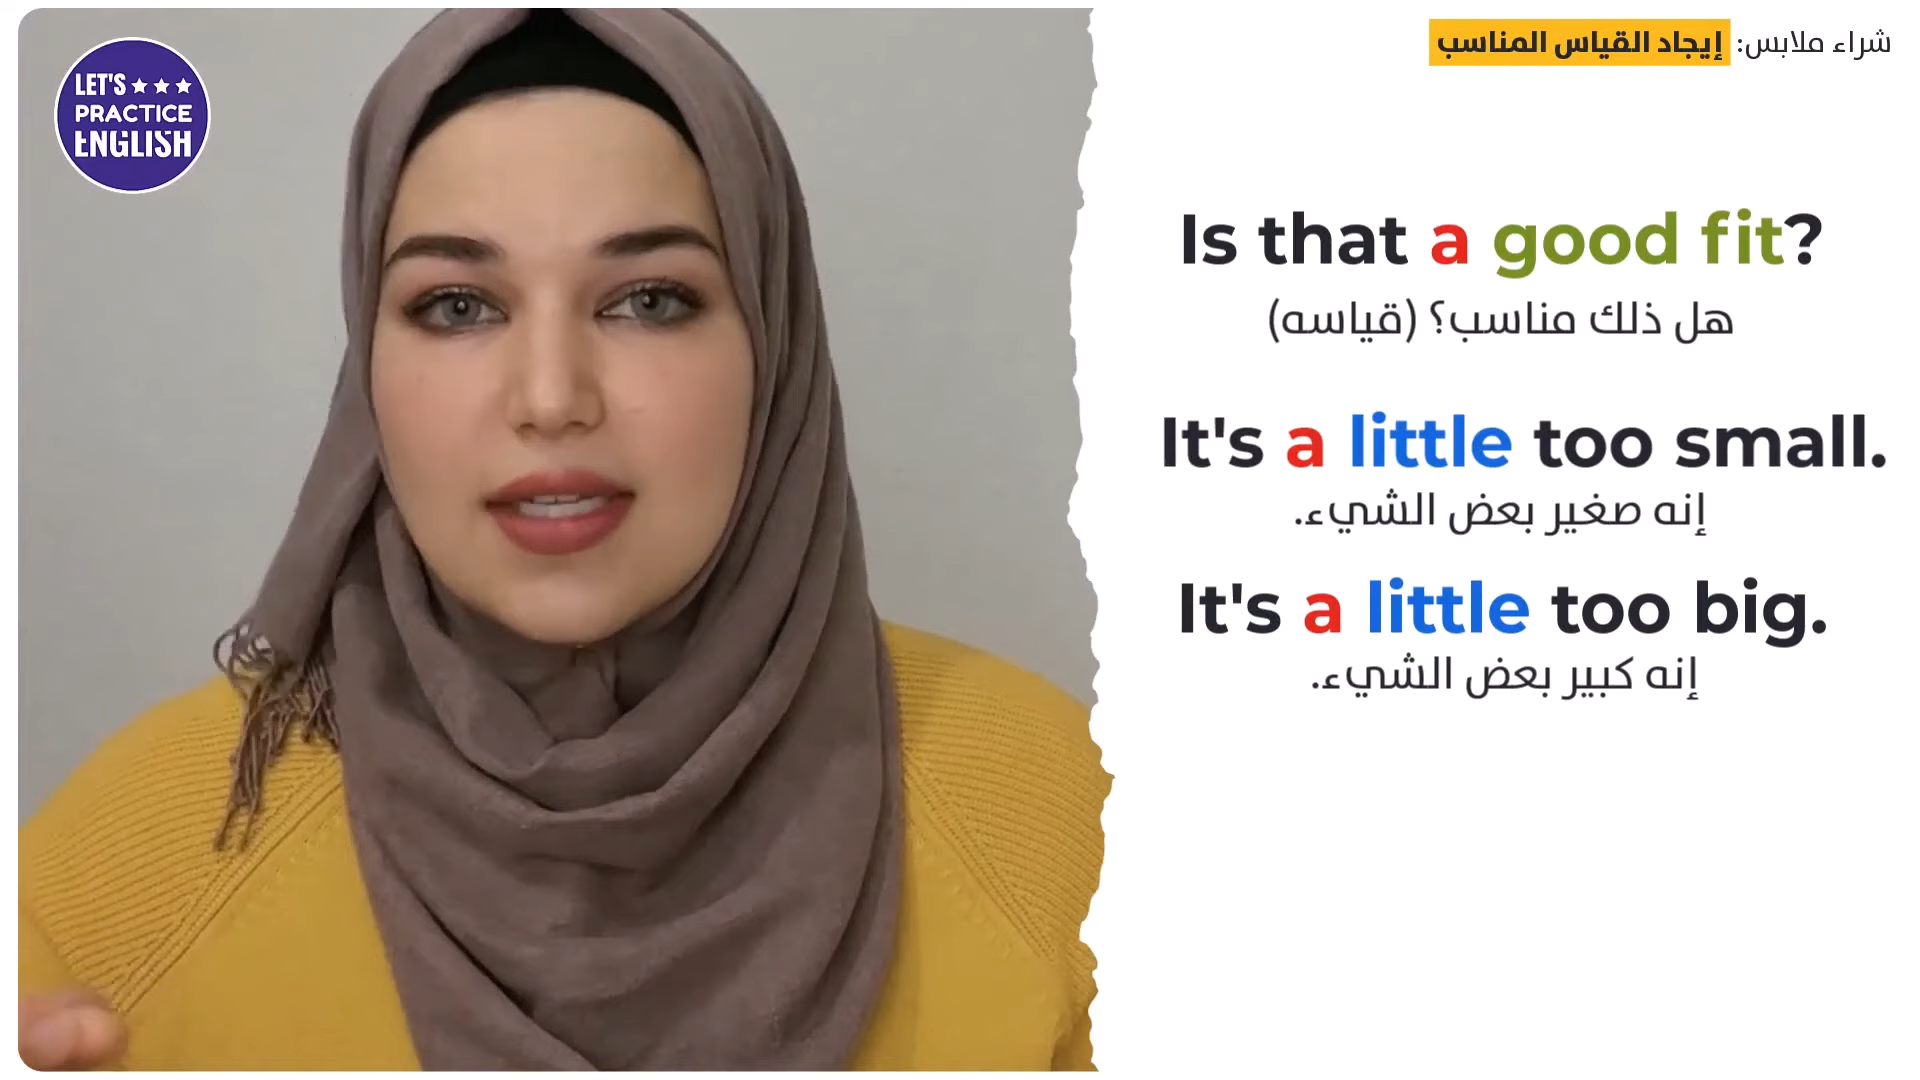 LET'S
PRACTICE
ENGLISH
شراء ملابس: إيجاد القياس المناسب
Is that a good fit?
هل ذلك مناسب؟ (قياسه)
It's a little too small.
إنه صغير بعض الشيء.
It's a little too big.
إنه كبير بعض الشيء.